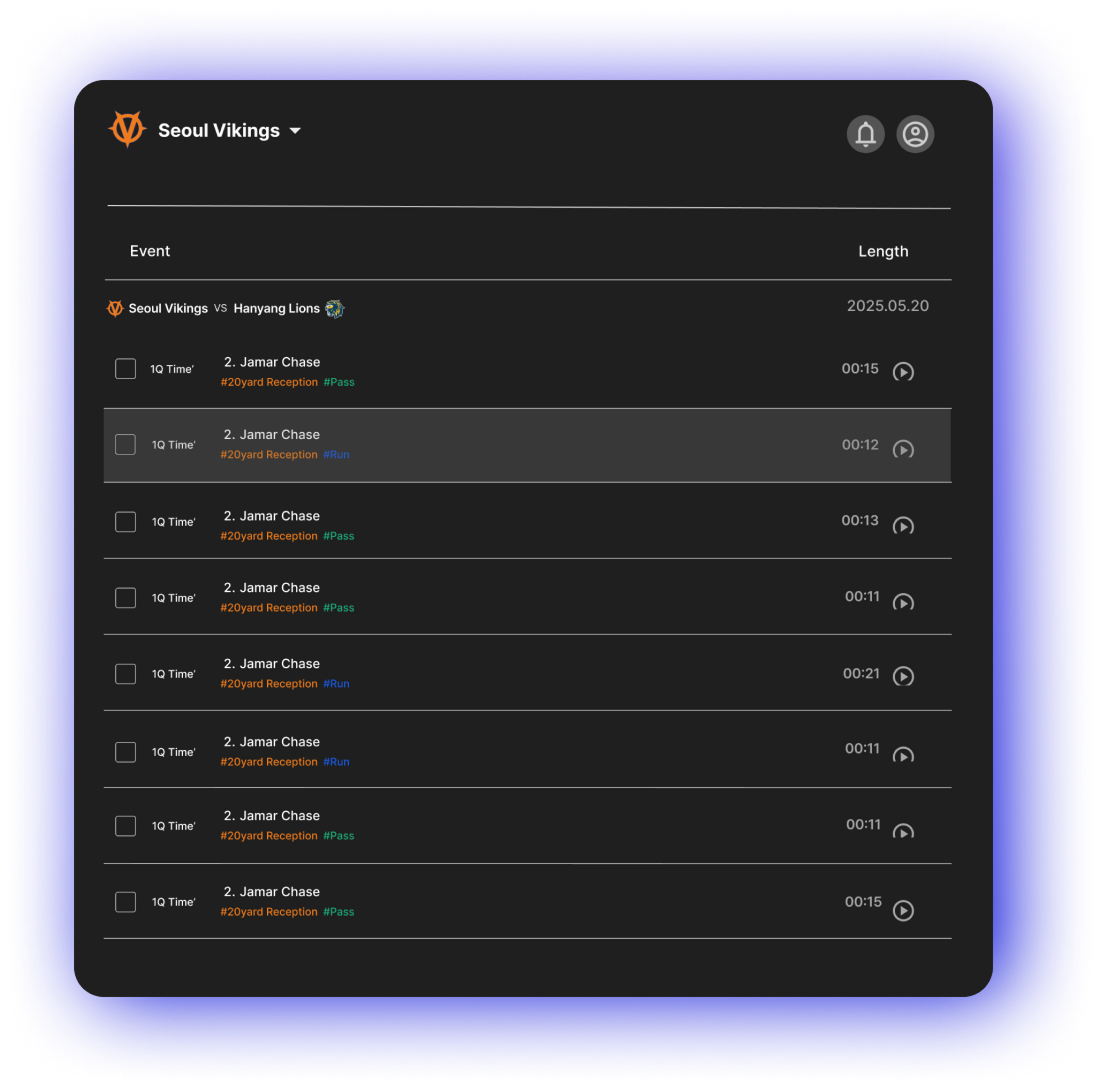 Seoul Vikings
Event Length
Seoul Vikings VS Hanyang Lions 2025.05.20
1Q Time' 2. Jamar Chase 00:15
#20yard Reception #Pass
1Q Time' 2. Jamar Chase 00:12
#20yard Reception #Run
1Q Time' 2. Jamar Chase 00:13
#20yard Reception #Pass
1Q Time' 2. Jamar Chase 00:11
#20yard Reception #Pass
1Q Time' 2. Jamar Chase 00:21
#20yard Reception #Run
1Q Time' 2. Jamar Chase 00:11
#20yard Reception #Run
1Q Time' 2. Jamar Chase 00:11
#20yard Reception #Pass
1Q Time' 2. Jamar Chase 00:15
#20yard Reception #Pass